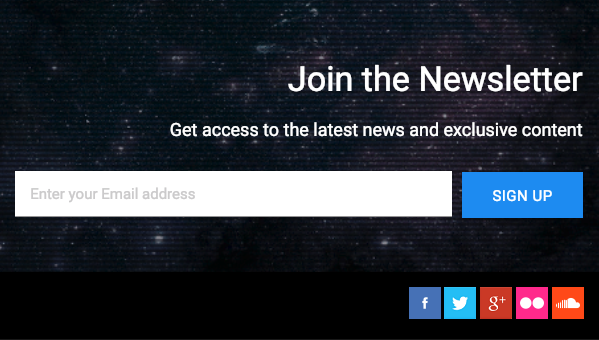 Join the Newsletter
Get access to the latest news and exclusive content
Enter your Email address
SIGN UP
f g+